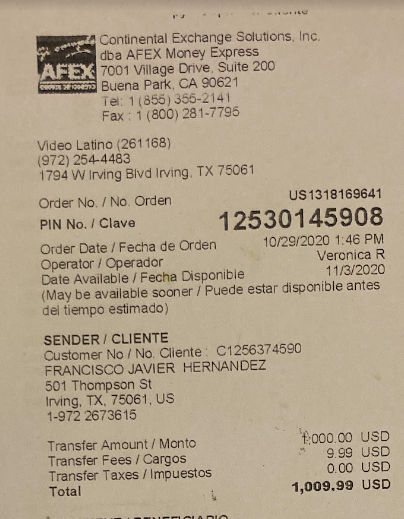 Continental Exchange Solutions, Inc.
dba AFEX Money Express
AFEX
7001 Village Drive, Suite 200
Buena Park, CA 90621
Tel: 1 (855) 355-2141
Fax : 1 (800) 281-7795
Video Latino (261168)
(972) 254-4483
1794 W Irving Blvd Irving, TX 75061
Order No. / No. Orden US1318169641
PIN No. / Clave 12530145908
Order Date / Fecha de Orden 10/29/2020 1:46 PM
Operator / Operador Veronica R
Date Available / Fecha Disponible 11/3/2020
(May be available sooner / Puede estar disponible antes
del tiempo estimado)
SENDER / CLIENTE
Customer No / No. Cliente : C1256374590
FRANCISCO JAVIER HERNANDEZ
501 Thompson St
Irving, TX, 75061, US
1-972 2673615
Transfer Amount / Monto 1,000.00 USD
Transfer Fees / Cargos 9.99 USD
Transfer Taxes / Impuestos 0.00 USD
Total 1,009.99 USD